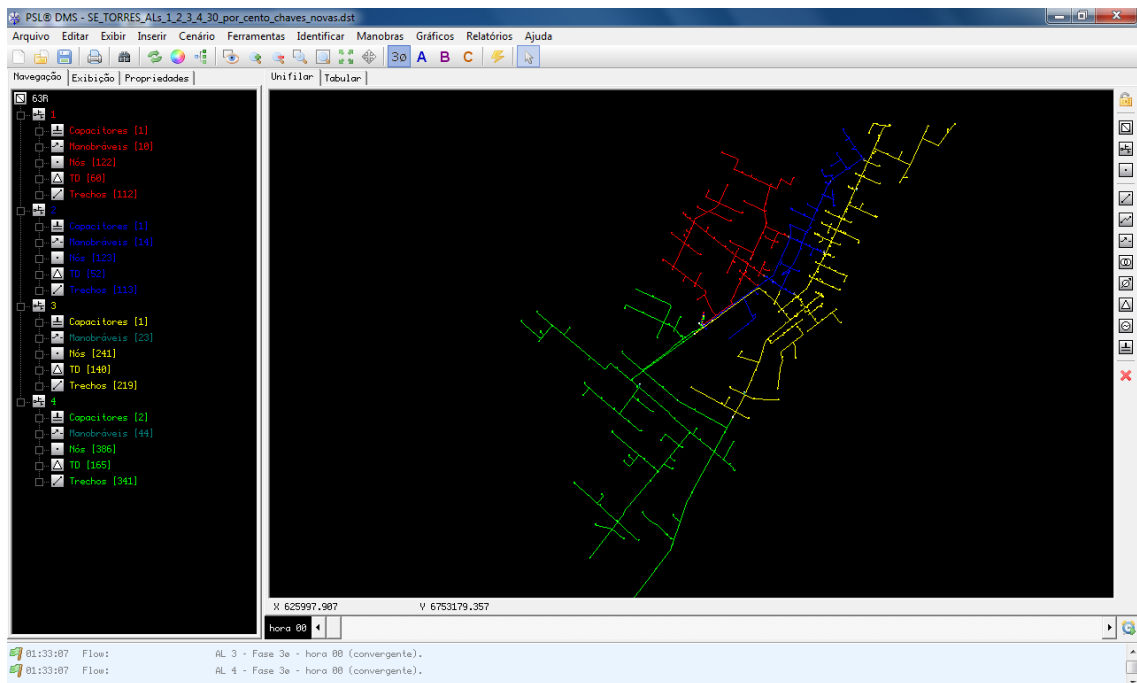 PSL® DMS - SE_TORRES_ALs_1_2_3_4_30_por_cento_chaves_novas.dst
Arquivo Editar Exibir Inserir Cenário Ferramentas Identificar Manobras Gráficos Relatórios Ajuda
3ø A B C
Navegação Exibição Propriedades
Unifilar Tabular
63R
1
Capacitores [1]
Manobráveis [10]
Nós [122]
TD [60]
Trechos [112]
2
Capacitores [1]
Manobráveis [14]
Nós [123]
TD [52]
Trechos [113]
3
Capacitores [1]
Manobráveis [23]
Nós [241]
TD [140]
Trechos [219]
4
Capacitores [2]
Manobráveis [44]
Nós [386]
TD [165]
Trechos [341]
X 625997.907 Y 6753179.357
hora 00
01:33:07 Flow: AL 3 - Fase 3ø - hora 00 (convergente).
01:33:07 Flow: AL 4 - Fase 3ø - hora 00 (convergente).